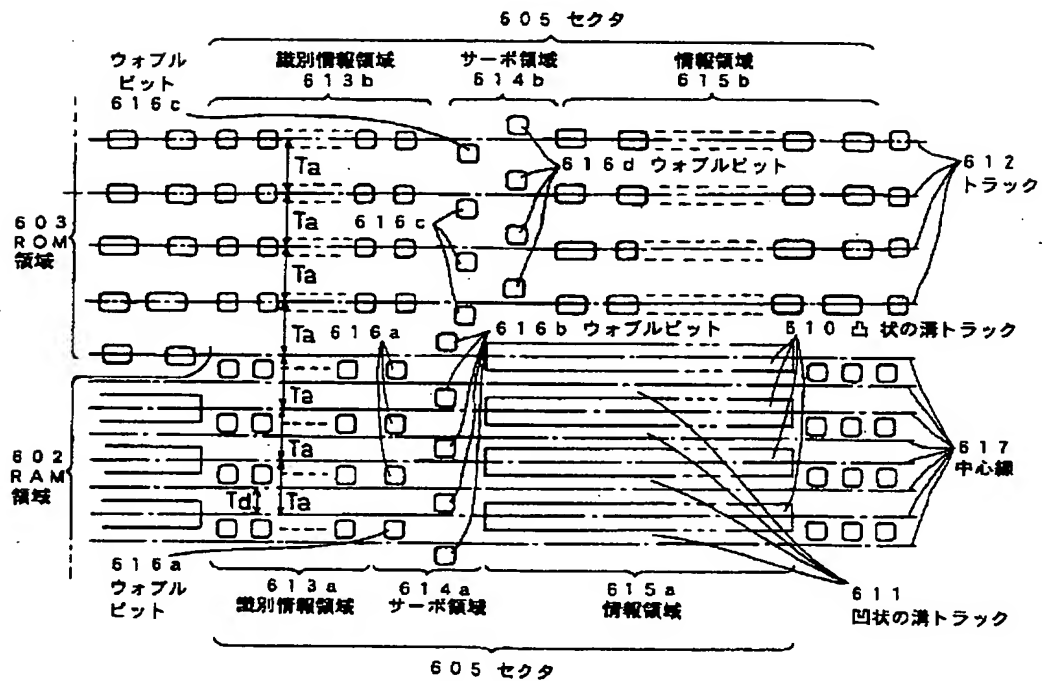 605 セクタ
ウォブル
ピット
616c
識別情報領域
613b
サーボ領域
614b
情報領域
615b
Ta
616d ウォブルピット
612
トラック
603
ROM
領域
Ta
616c
Ta
Ta
616a
616b ウォブルピット
610 凸 状の溝トラック
Ta
602
RAM
領域
Ta
Td
Ta
617
中心線
616a
ウォブル
ピット
613a
識別情報領域
614a
サーボ領域
615a
情報領域
611
凹状の溝トラック
605 セクタ